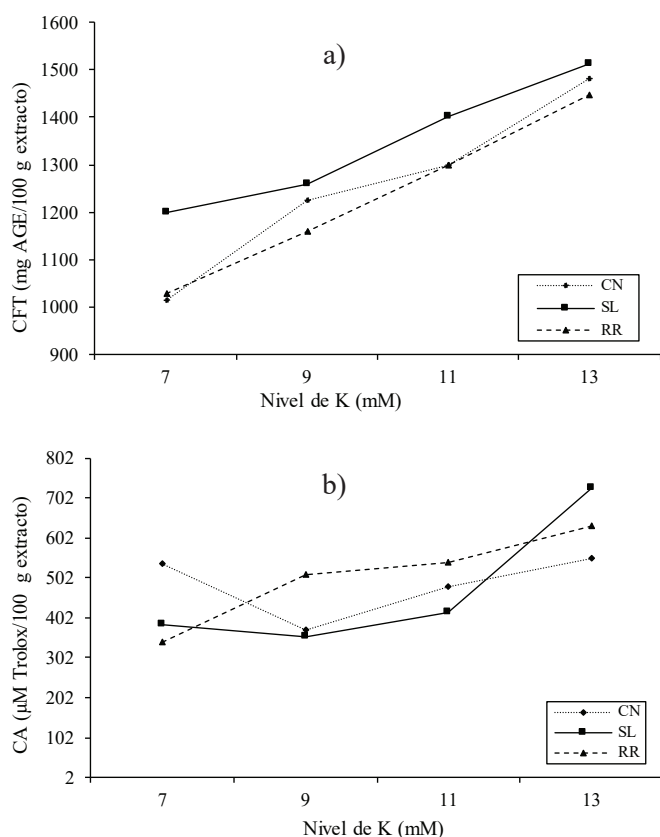 a)
CFT (mg AGE/100 g extracto)
1600
1500
1400
1300
1200
1100
1000
900
CN
SL
RR
7 9 11 13
Nivel de K (mM)
b)
CA (µM Trolox/100 g extracto)
802
702
602
502
402
302
202
102
2
CN
SL
RR
7 9 11 13
Nivel de K (mM)